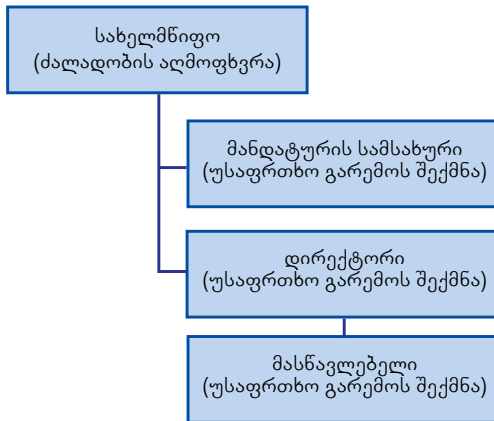 სახელმწიფო
(ძალადობის აღმოფხვრა)
მანდატურის სამსახური
(უსაფრთხო გარემოს შექმნა)
დირექტორი
(უსაფრთხო გარემოს შექმნა)
მასწავლებელი
(უსაფრთხო გარემოს შექმნა)